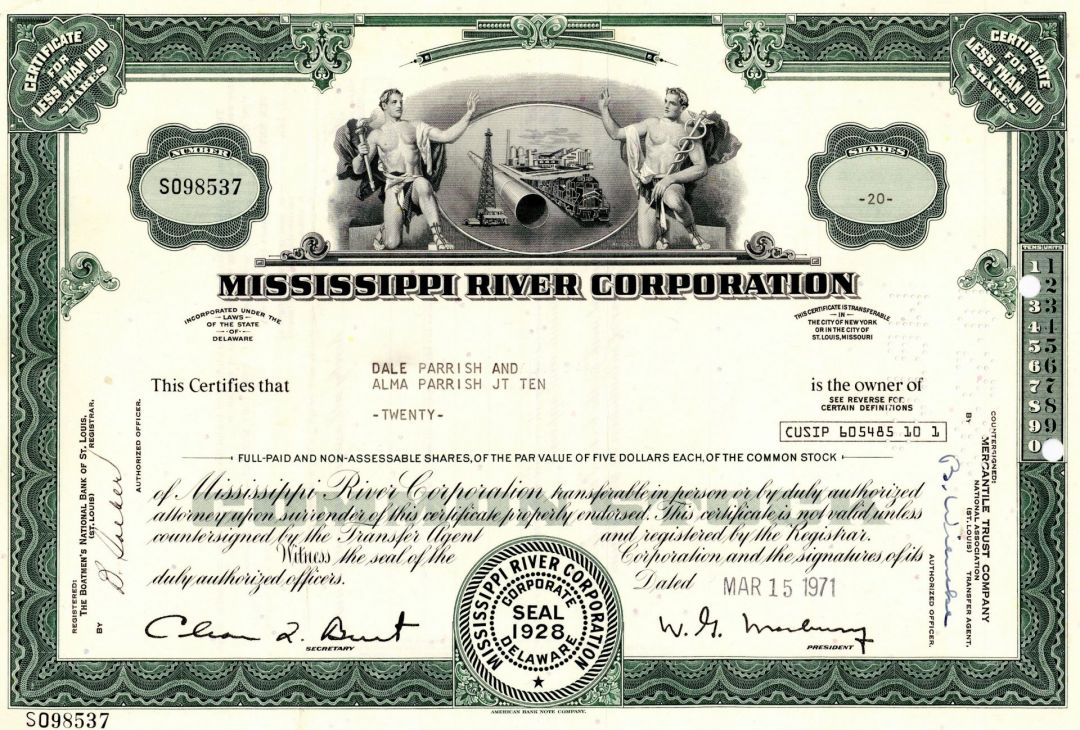 CERTIFICATE
FOR
LESS THAN 100
SHARES
CERTIFICATE
FOR
LESS THAN 100
SHARES
NUMBER
SO98537
SHARES
-20-
MISSISSIPPI RIVER CORPORATION
INCORPORATED UNDER THE
LAWS
OF THE STATE
OF
DELAWARE
THIS CERTIFICATE IS TRANSFERABLE
IN
THE CITY OF NEW YORK
OR IN THE CITY OF
ST. LOUIS, MISSOURI
TENS UNITS
1 1
2
3 3
4 4
5 5
6 6
7 7
8 8
9 9
0
This Certifies that
DALE PARRISH AND
ALMA PARRISH JT TEN
-TWENTY-
is the owner of
SEE REVERSE FOR
CERTAIN DEFINITIONS
CUSIP 605485 10 1
FULL-PAID AND NON-ASSESSABLE SHARES, OF THE PAR VALUE OF FIVE DOLLARS EACH, OF THE COMMON STOCK
of Mississippi River Corporation transferable in person or by duly authorized
attorney upon surrender of this certificate properly endorsed. This certificate is not valid unless
countersigned by the Transfer Agent and registered by the Registrar.
Witness the seal of the Corporation and the signatures of its
duly authorized officers. Dated MAR 15 1971
MISSISSIPPI RIVER CORPORATION
CORPORATE
SEAL
1928
DELAWARE
SECRETARY
W. G. Marbury
PRESIDENT
REGISTERED:
THE BOATMEN'S NATIONAL BANK OF ST. LOUIS,
(ST. LOUIS) REGISTRAR.
BY
AUTHORIZED OFFICER.
COUNTERSIGNED:
MERCANTILE TRUST COMPANY
NATIONAL ASSOCIATION
(ST. LOUIS) TRANSFER AGENT,
BY
AUTHORIZED OFFICER.
AMERICAN BANK NOTE COMPANY.
SO98537